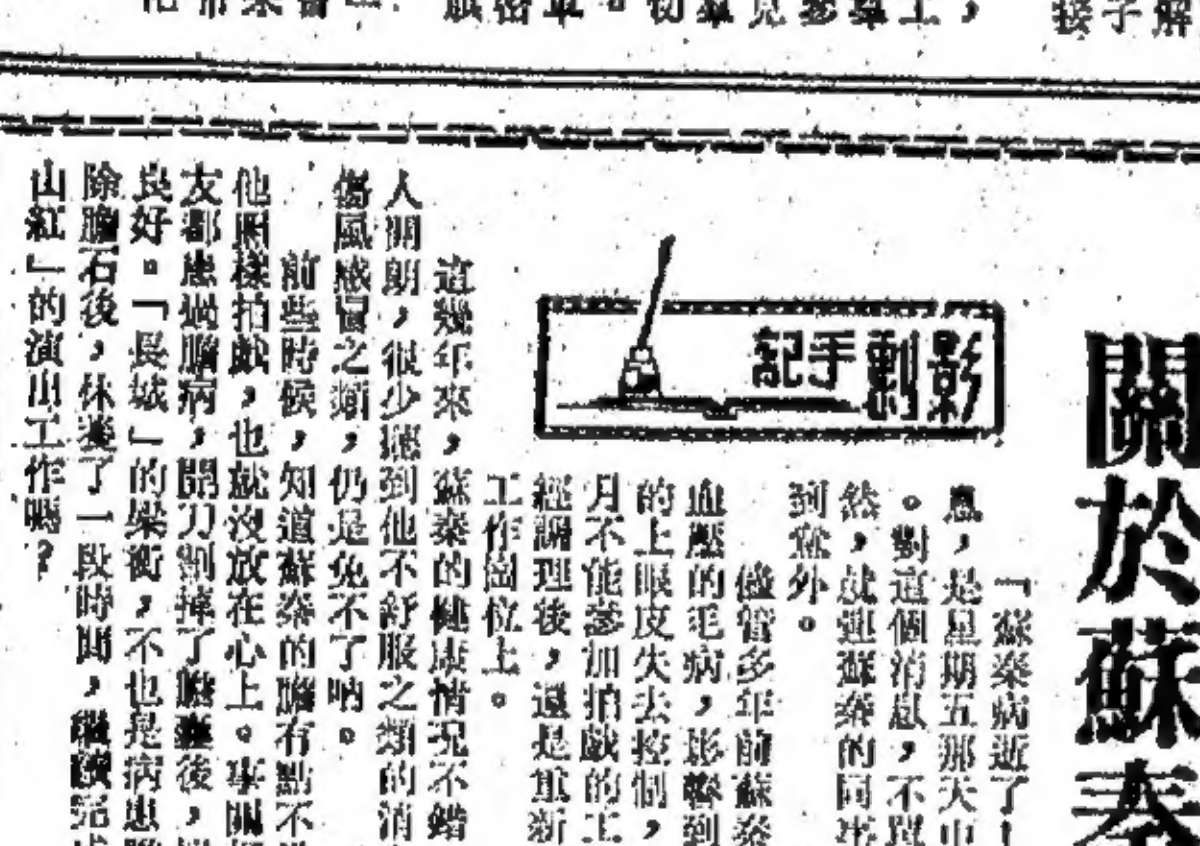 關於蘇秦
影劇手記
「蘇秦病逝了!
息,是星期五那天中
。對這個消息,不單
然,就連蘇秦的同
到意外。
儘管多年前蘇秦
血壓的毛病,影響到
的上眼皮失去控制,
月不能參加拍戲的工
經調理後,還是重新
工作崗位上。
這幾年來,蘇秦的健康情況不錯
人開朗,很少聽到他不舒服之類的消
傷風感冒之類,仍是免不了吶。
前些時候,知道蘇秦的膽有點不
他照樣拍戲,也就沒放在心上。事關
友都患過膽病,開刀割掉了膽囊後,
良好。「長城」的樂衡,不也是病患膽
除膽石後,休養了一段時間,繼續完成
山紅」的演出工作嗎?